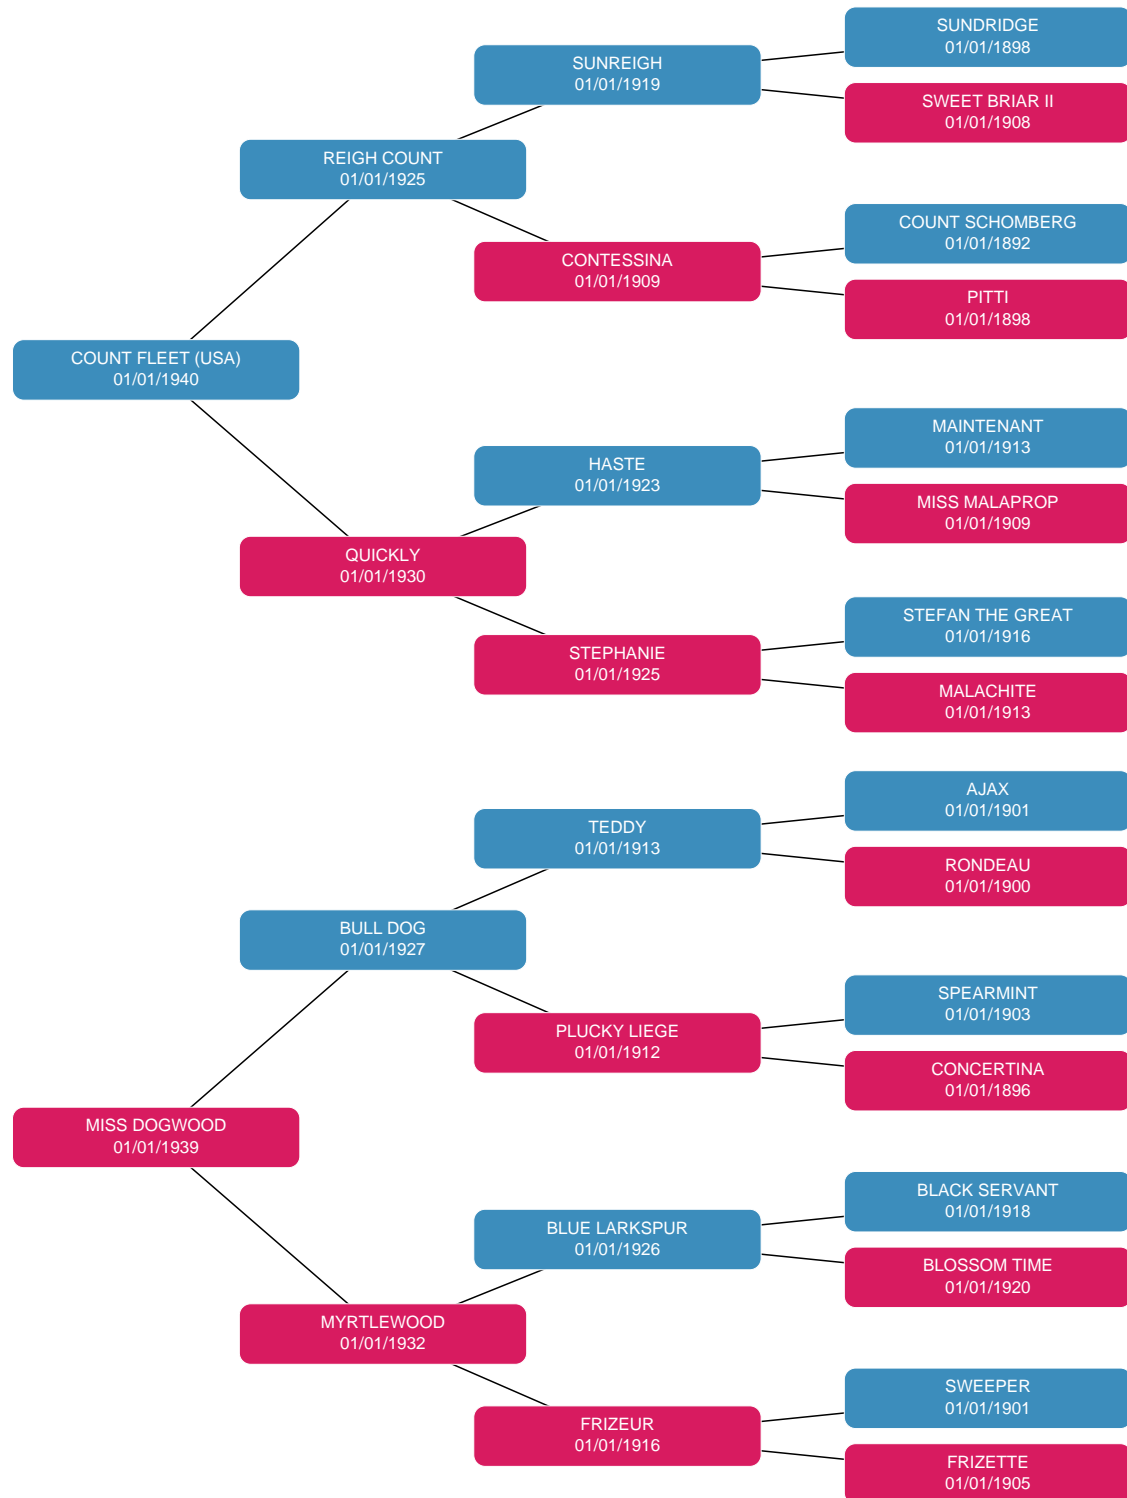 SUNDRIDGE
01/01/1898
SUNREIGH
01/01/1919
SWEET BRIAR II
01/01/1908
REIGH COUNT
01/01/1925
COUNT SCHOMBERG
01/01/1892
CONTESSINA
01/01/1909
PITTI
01/01/1898
COUNT FLEET (USA)
01/01/1940
MAINTENANT
01/01/1913
HASTE
01/01/1923
MISS MALAPROP
01/01/1909
QUICKLY
01/01/1930
STEFAN THE GREAT
01/01/1916
STEPHANIE
01/01/1925
MALACHITE
01/01/1913
AJAX
01/01/1901
TEDDY
01/01/1913
RONDEAU
01/01/1900
BULL DOG
01/01/1927
SPEARMINT
01/01/1903
PLUCKY LIEGE
01/01/1912
CONCERTINA
01/01/1896
MISS DOGWOOD
01/01/1939
BLACK SERVANT
01/01/1918
BLUE LARKSPUR
01/01/1926
BLOSSOM TIME
01/01/1920
MYRTLEWOOD
01/01/1932
SWEEPER
01/01/1901
FRIZEUR
01/01/1916
FRIZETTE
01/01/1905